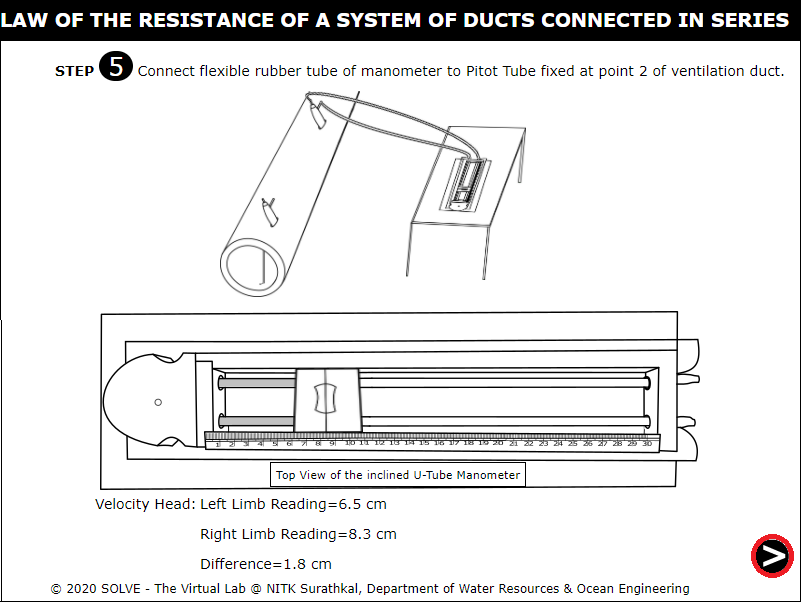 LAW OF THE RESISTANCE OF A SYSTEM OF DUCTS CONNECTED IN SERIES
STEP 5 Connect flexible rubber tube of manometer to Pitot Tube fixed at point 2 of ventilation duct.
1 2 3 4 5 6 7 8 9 10 11 12 13 14 15 16 17 18 19 20 21 22 23 24 25 26 27 28 29 30
Top View of the inclined U-Tube Manometer
Velocity Head: Left Limb Reading=6.5 cm
Right Limb Reading=8.3 cm
Difference=1.8 cm
© 2020 SOLVE - The Virtual Lab @ NITK Surathkal, Department of Water Resources & Ocean Engineering